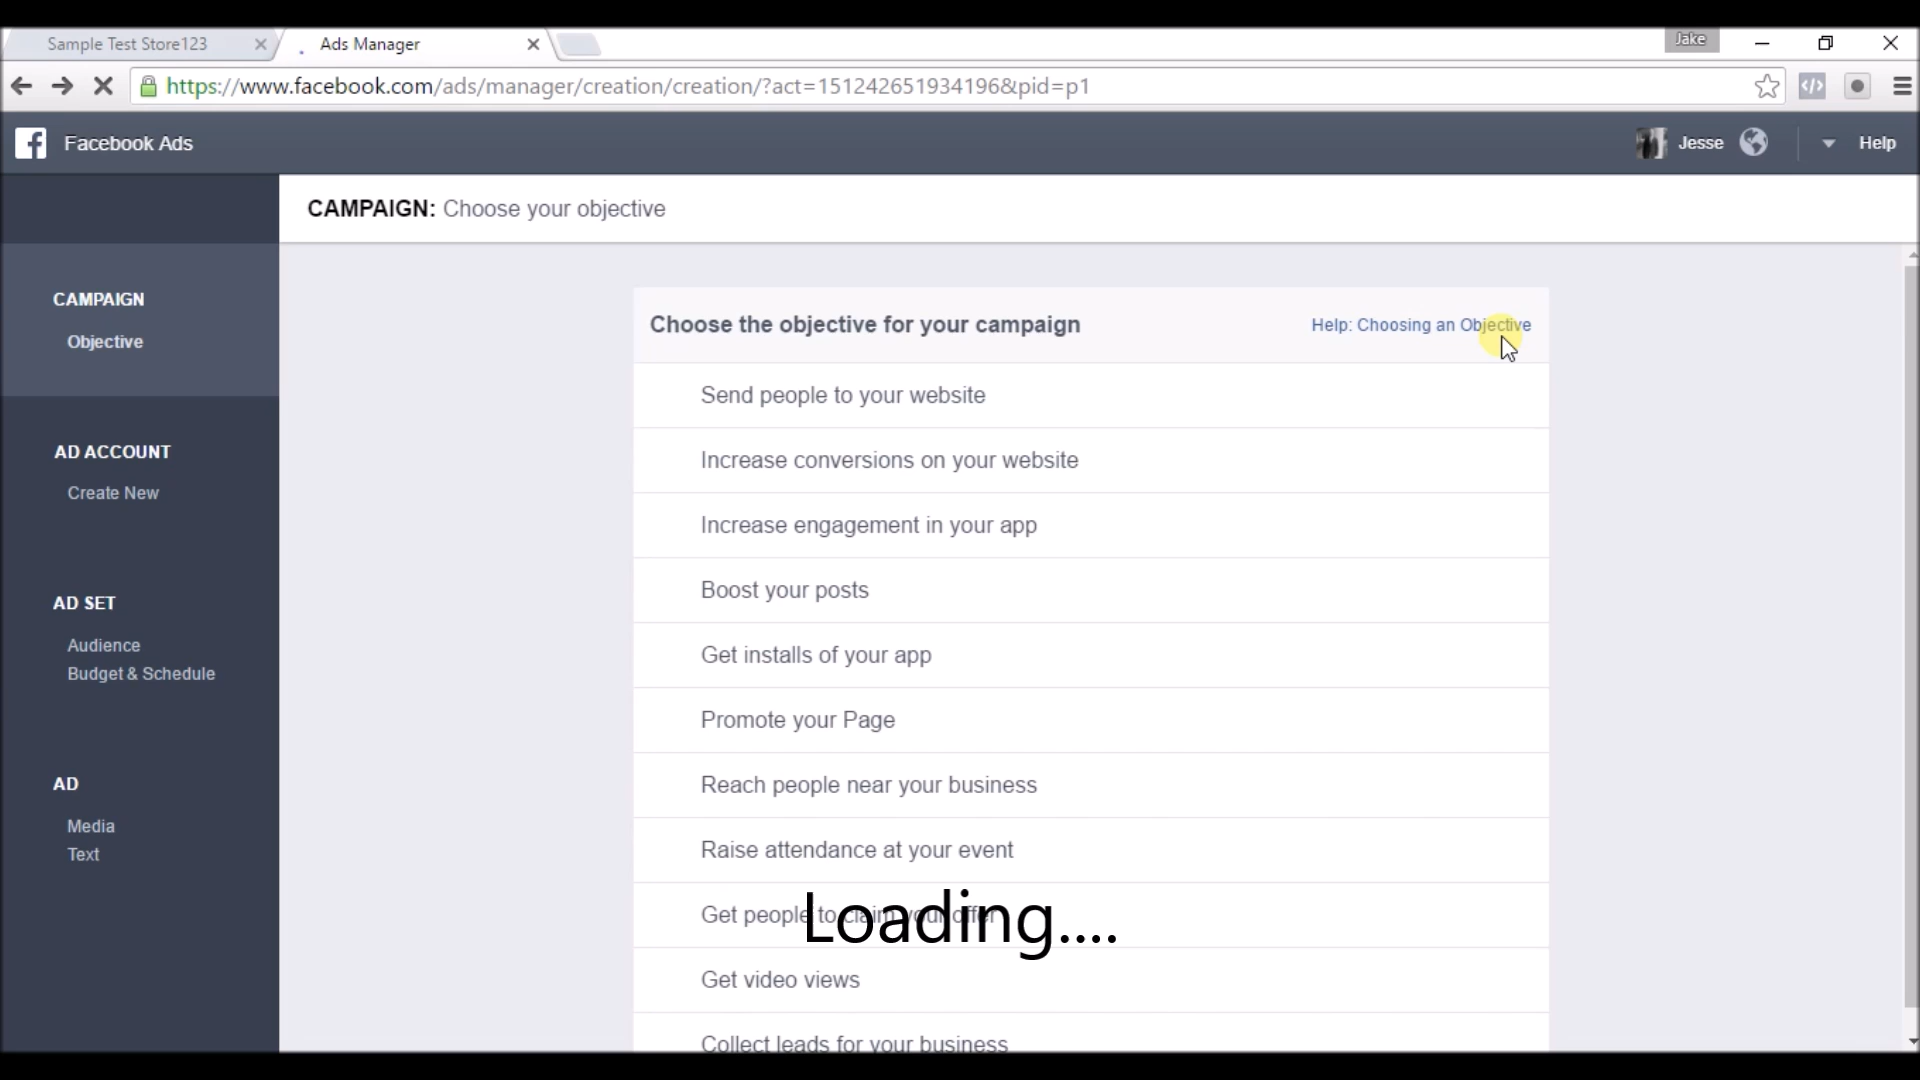 Sample Test Store123
Ads Manager
Jake
https://www.facebook.com/ads/manager/creation/creation/?act=151242651934196&pid=p1
Facebook Ads
Jesse
Help
CAMPAIGN: Choose your objective
CAMPAIGN
Objective
AD ACCOUNT
Create New
AD SET
Audience
Budget & Schedule
AD
Media
Text
Choose the objective for your campaign
Help: Choosing an Objective
Send people to your website
Increase conversions on your website
Increase engagement in your app
Boost your posts
Get installs of your app
Promote your Page
Reach people near your business
Raise attendance at your event
Get people to claim your offer
Loading....
Get video views
Collect leads for your business